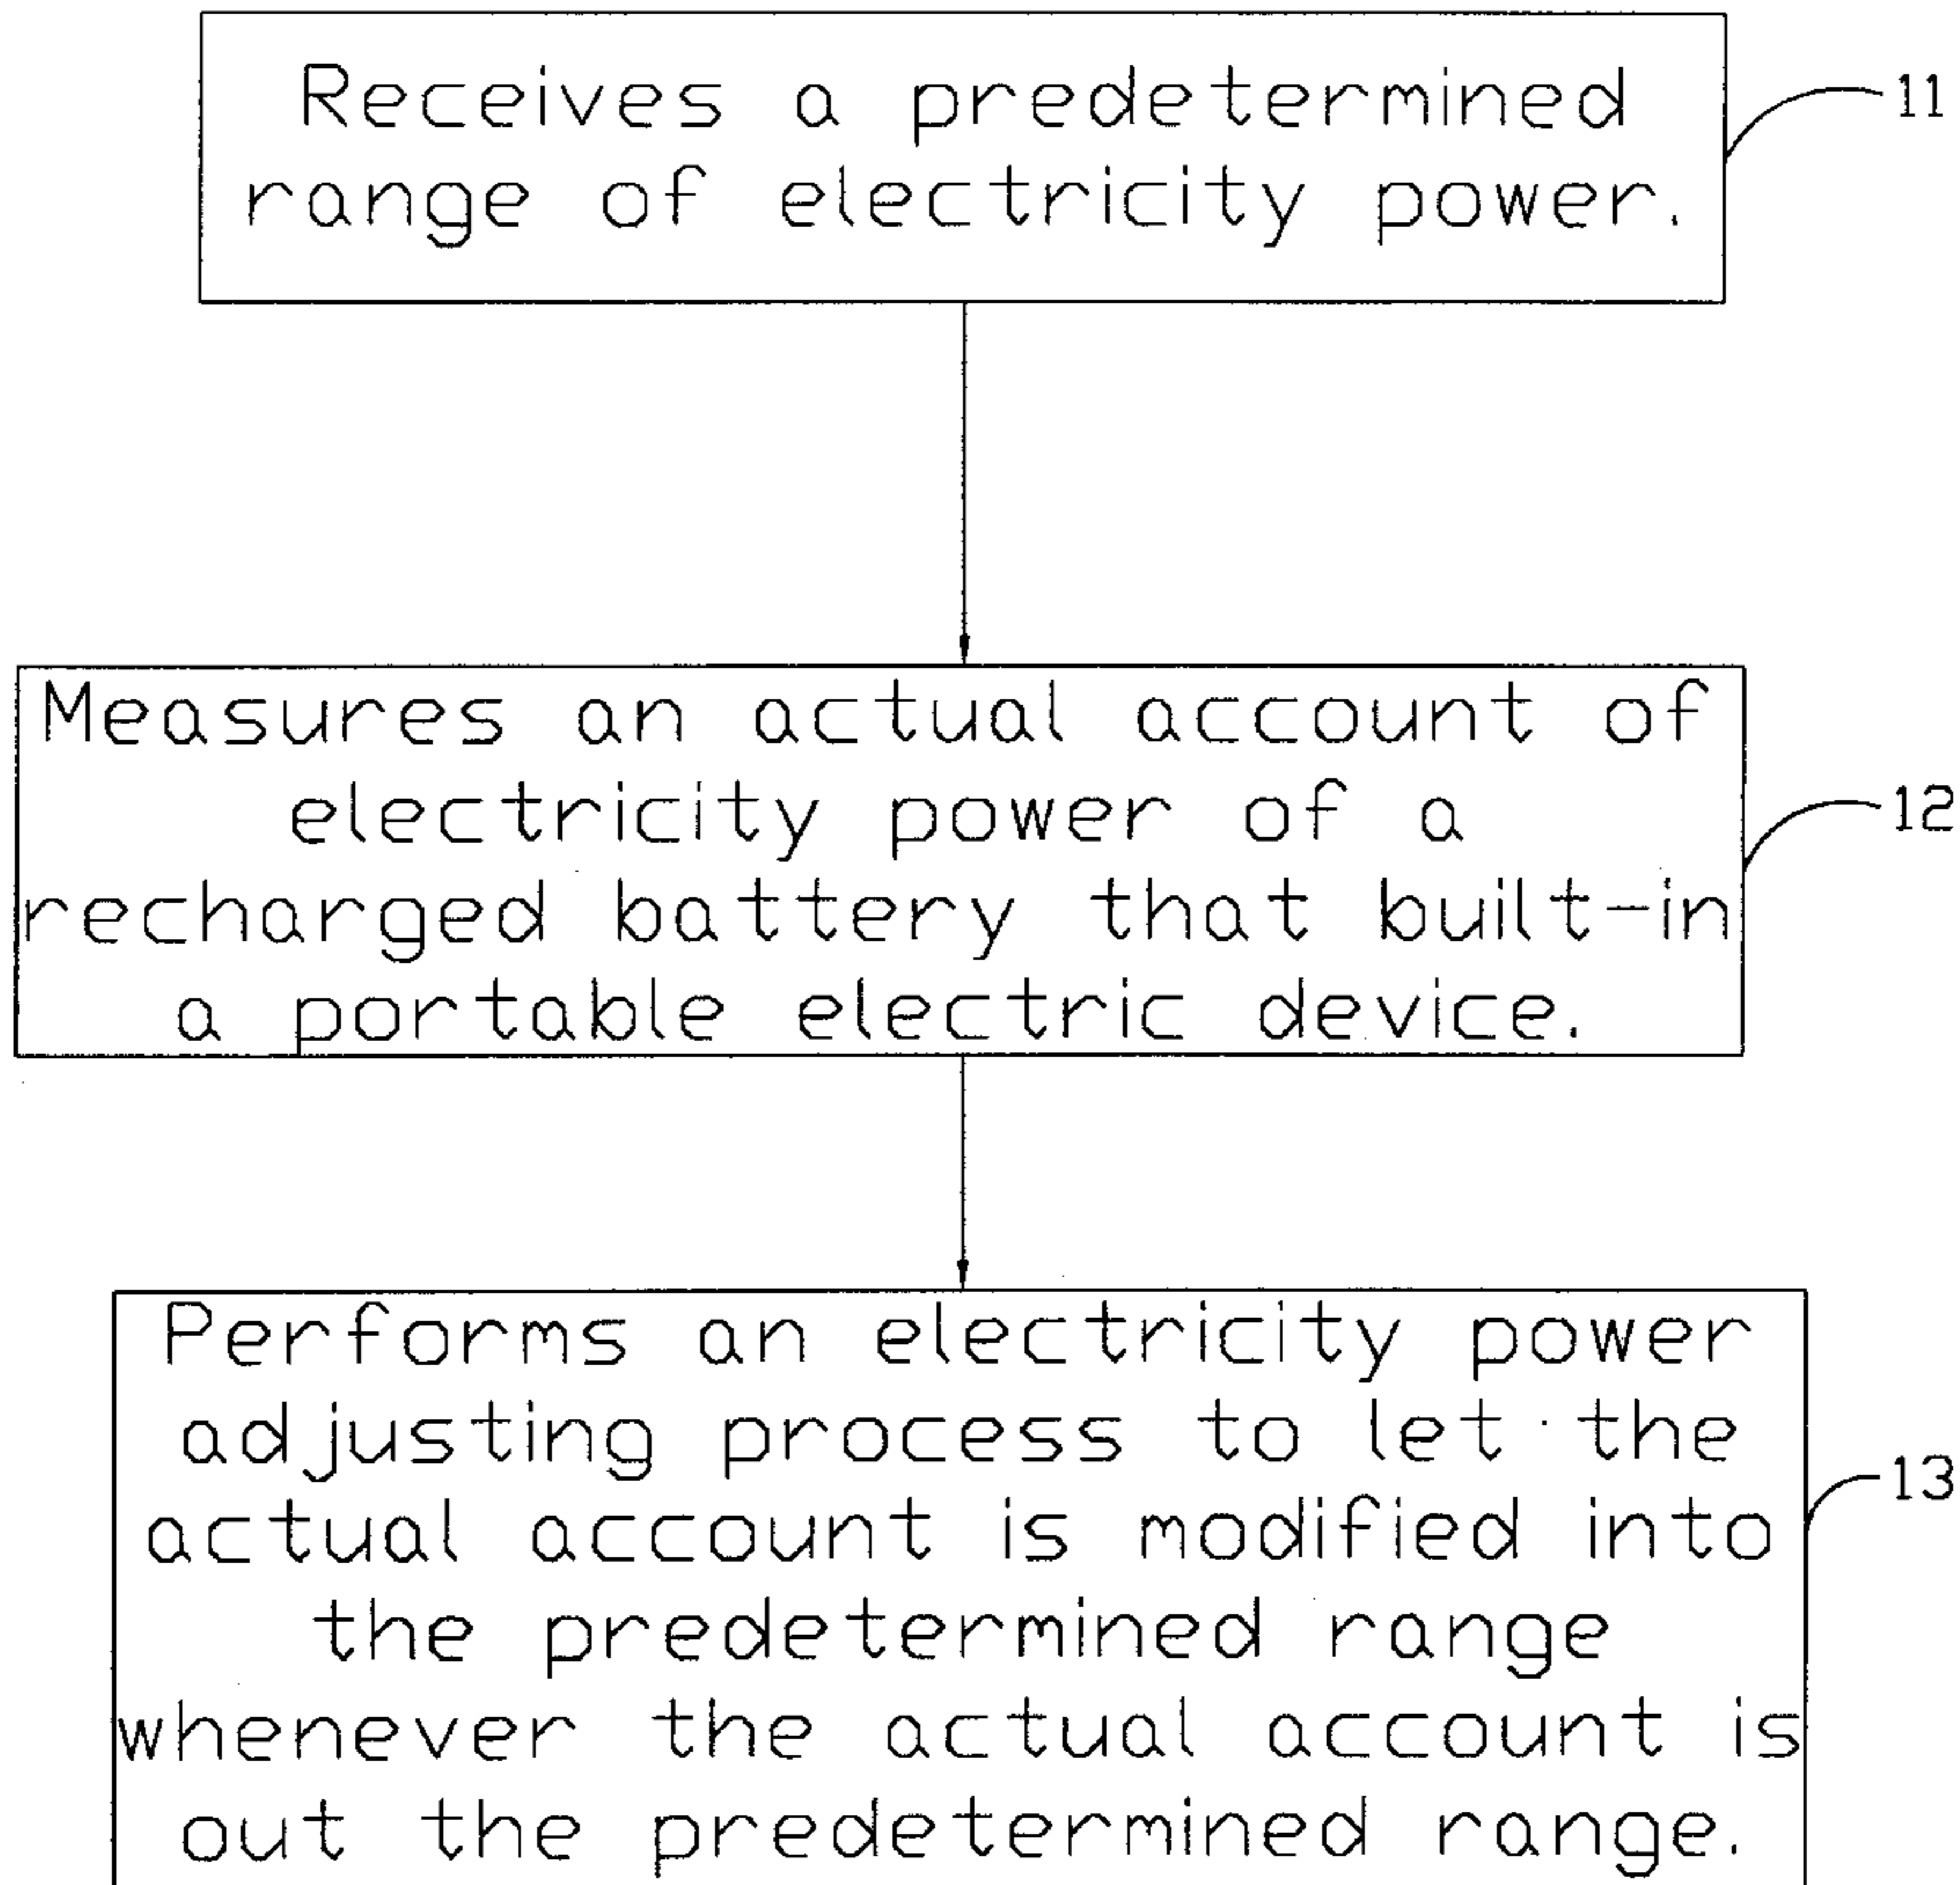 Receives a predetermined
range of electricity power.
11
Measures an actual account of
electricity power of a
recharged battery that built-in
a portable electric device.
12
Performs an electricity power
adjusting process to let the
actual account is modified into
the predetermined range
whenever the actual account is
out the predetermined range.
13